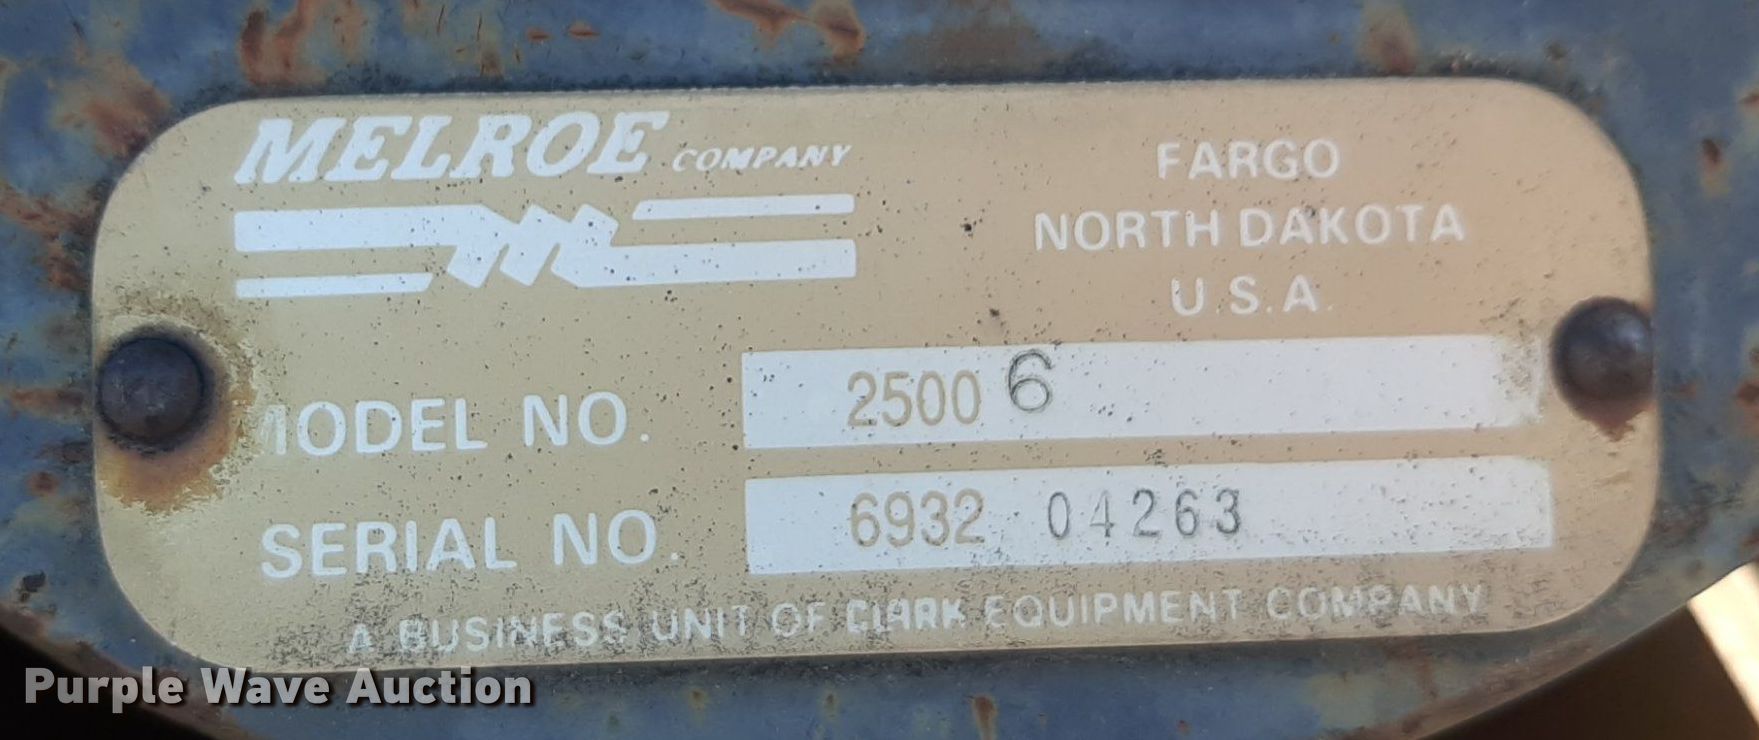 MELROE COMPANY
FARGO
NORTH DAKOTA
U.S.A.
MODEL NO. 2500 6
SERIAL NO. 6932 04263
A BUSINESS UNIT OF CLARK EQUIPMENT COMPANY
Purple Wave Auction